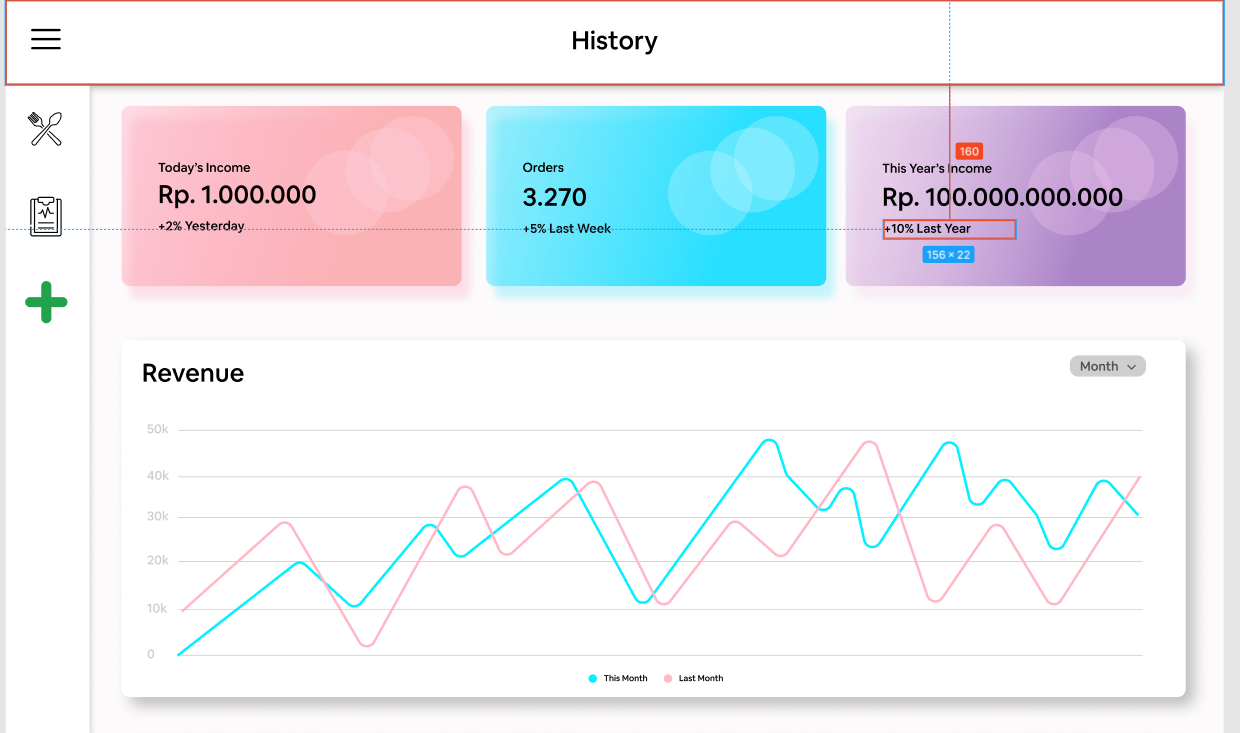 History
160
Today's Income
Rp. 1.000.000
+2% Yesterday
Orders
3.270
+5% Last Week
This Year's Income
Rp. 100.000.000.000
+10% Last Year
156 × 22
Revenue
Month
50k
40k
30k
20k
10k
0
This Month
Last Month